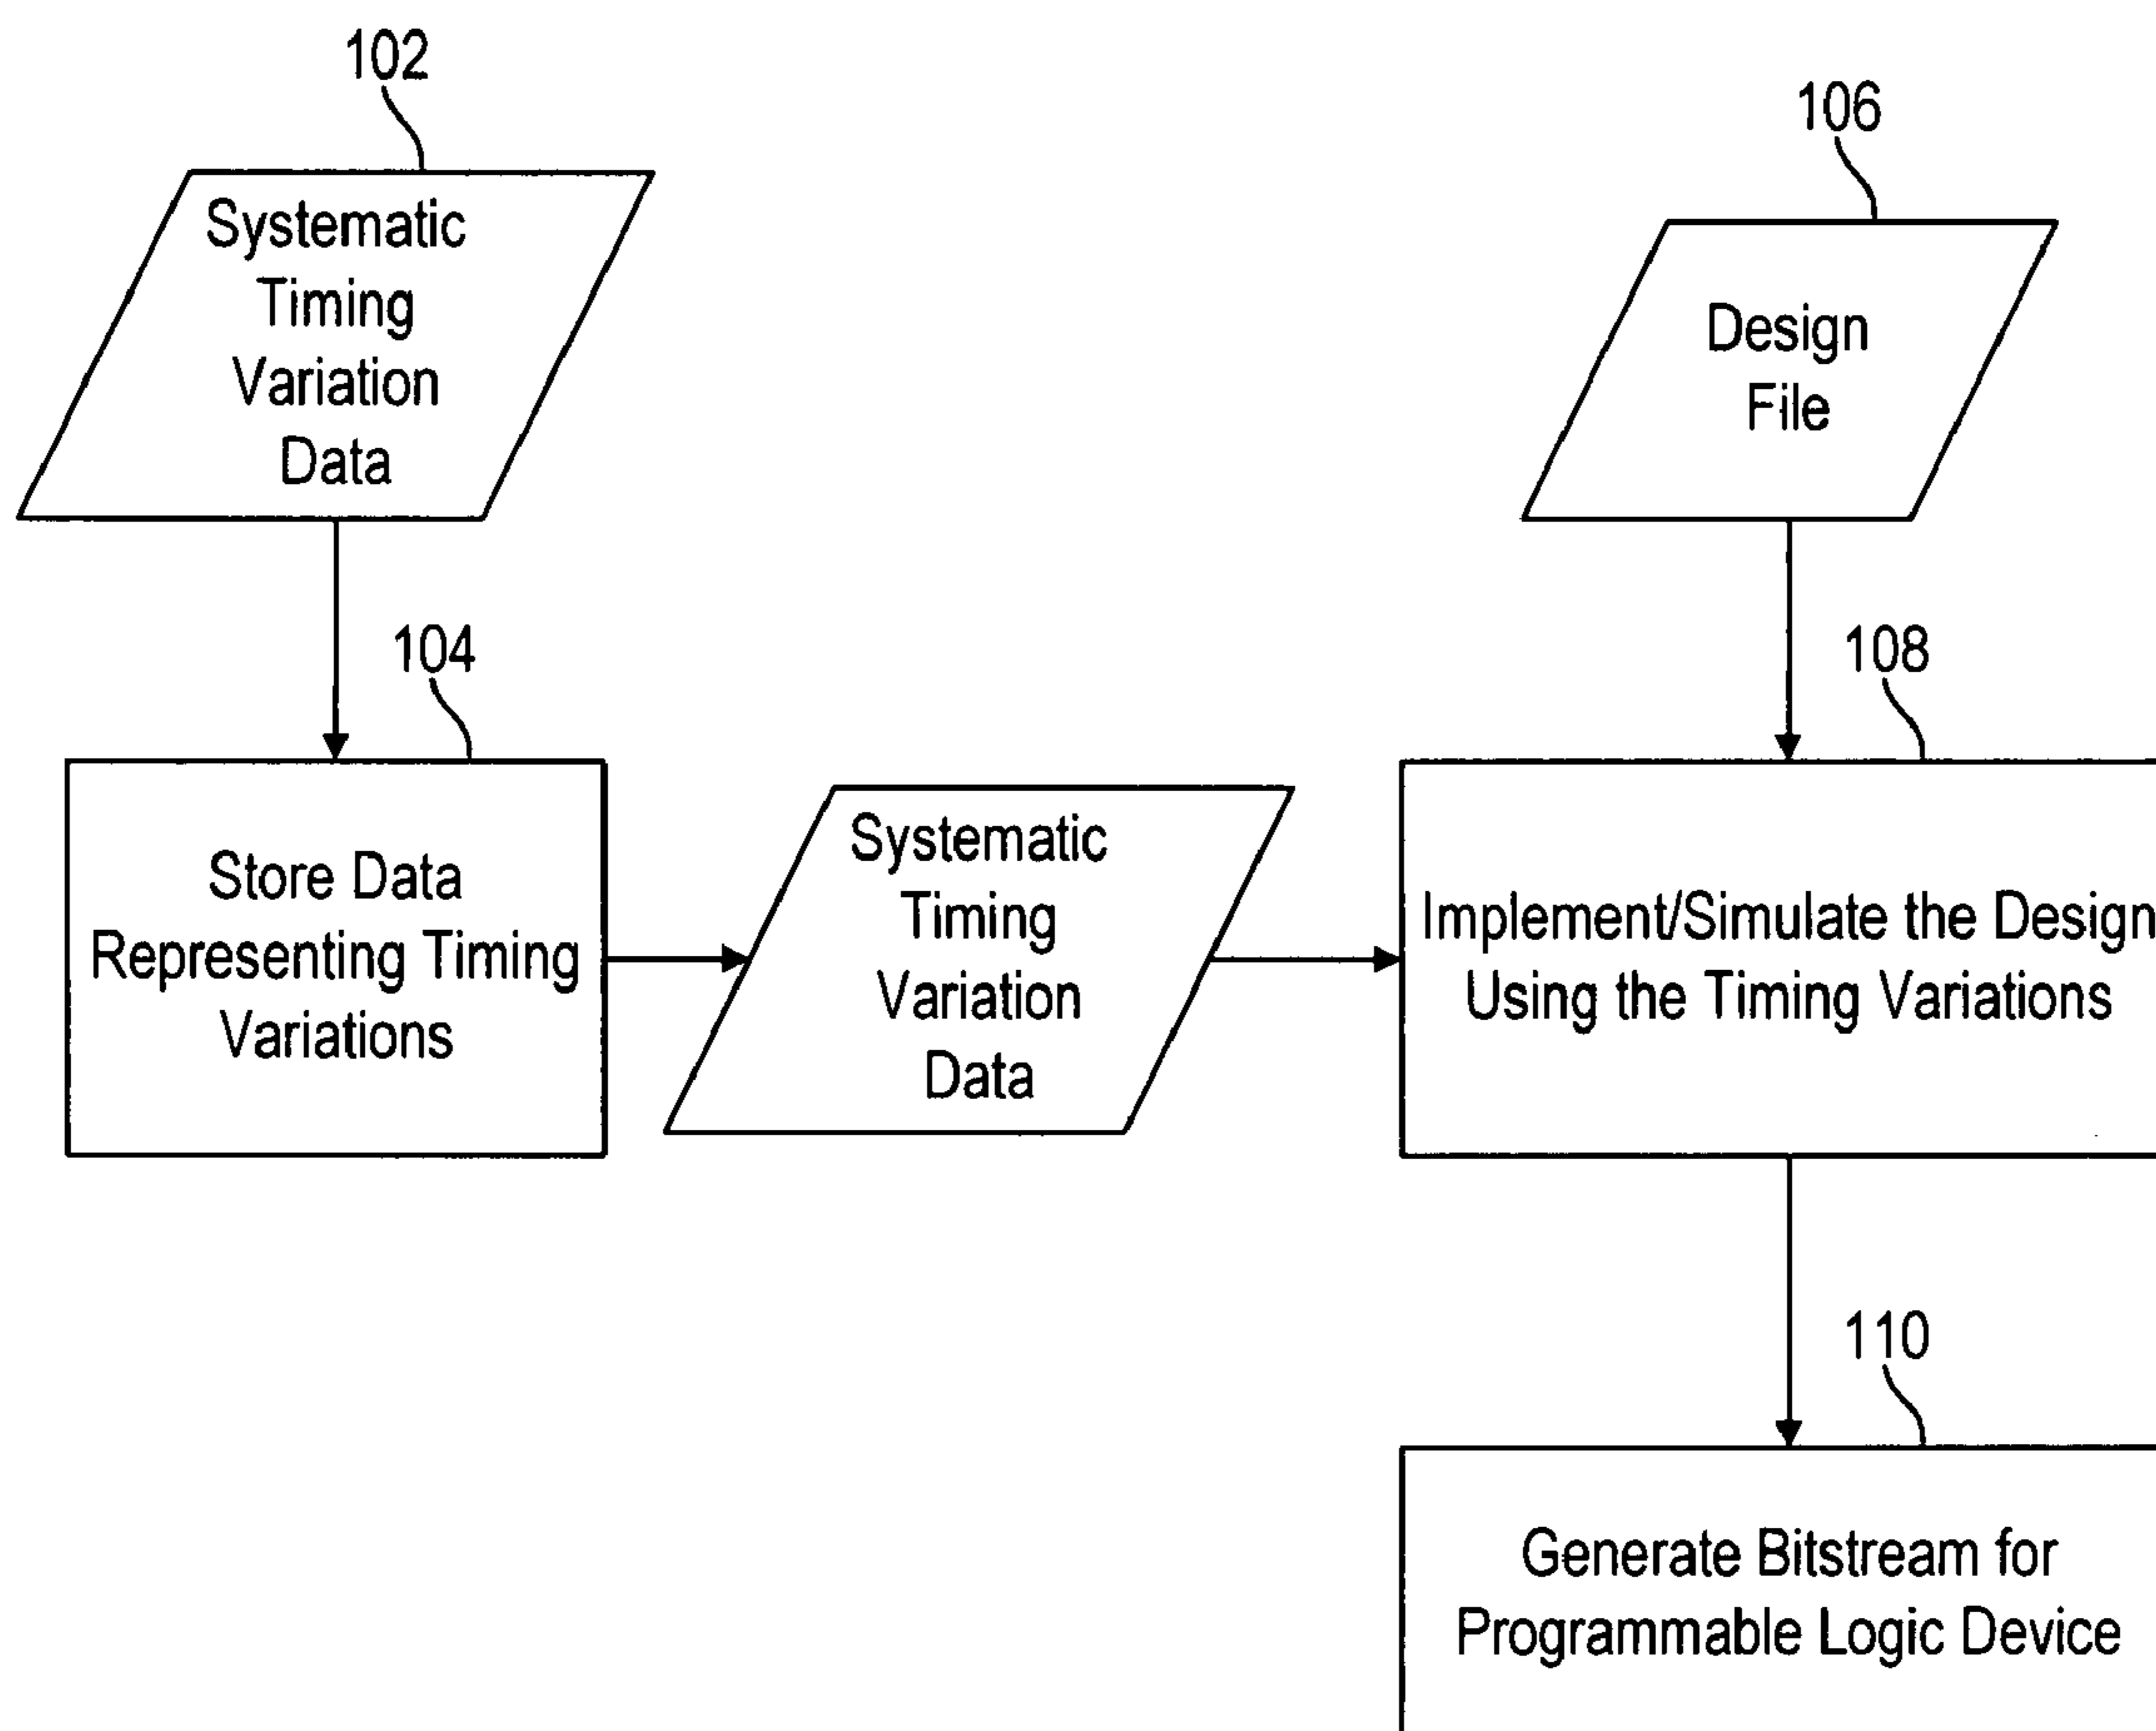 102
Systematic
Timing
Variation
Data
106
Design
File
104
Store Data
Representing Timing
Variations
Systematic
Timing
Variation
Data
108
Implement/Simulate the Design
Using the Timing Variations
110
Generate Bitstream for
Programmable Logic Device